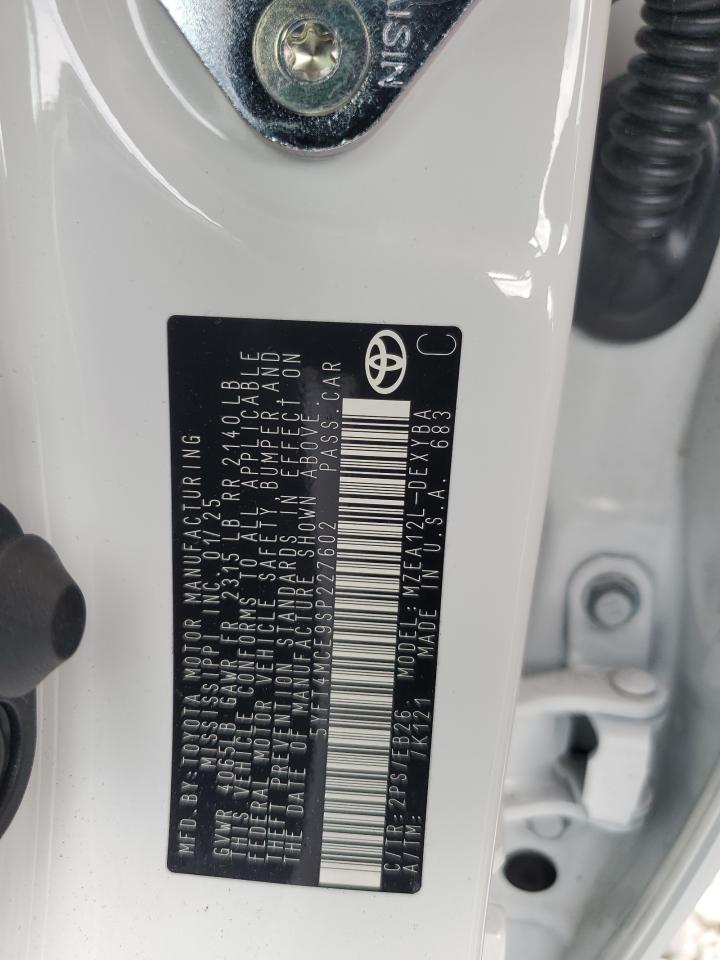 AISIN
MFD. BY:TOYOTA MOTOR MANUFACTURING
MISSISSIPPI INC. 01/25
GVWR 4065LB GAWR FR 2315 LB RR 2140 LB
THIS VEHICLE CONFORMS TO ALL APPLICABLE
FEDERAL MOTOR VEHICLE SAFETY, BUMPER AND
THEFT PREVENTION STANDARDS IN EFFECT ON
THE DATE OF MANUFACTURE SHOWN ABOVE.
5YFT4MCE9SP227602 PASS.CAR
C/TR:2PS/EB26 MODEL:MZEA12L-DEXYBA
A/TM: /K121 MADE IN U.S.A. 683
C